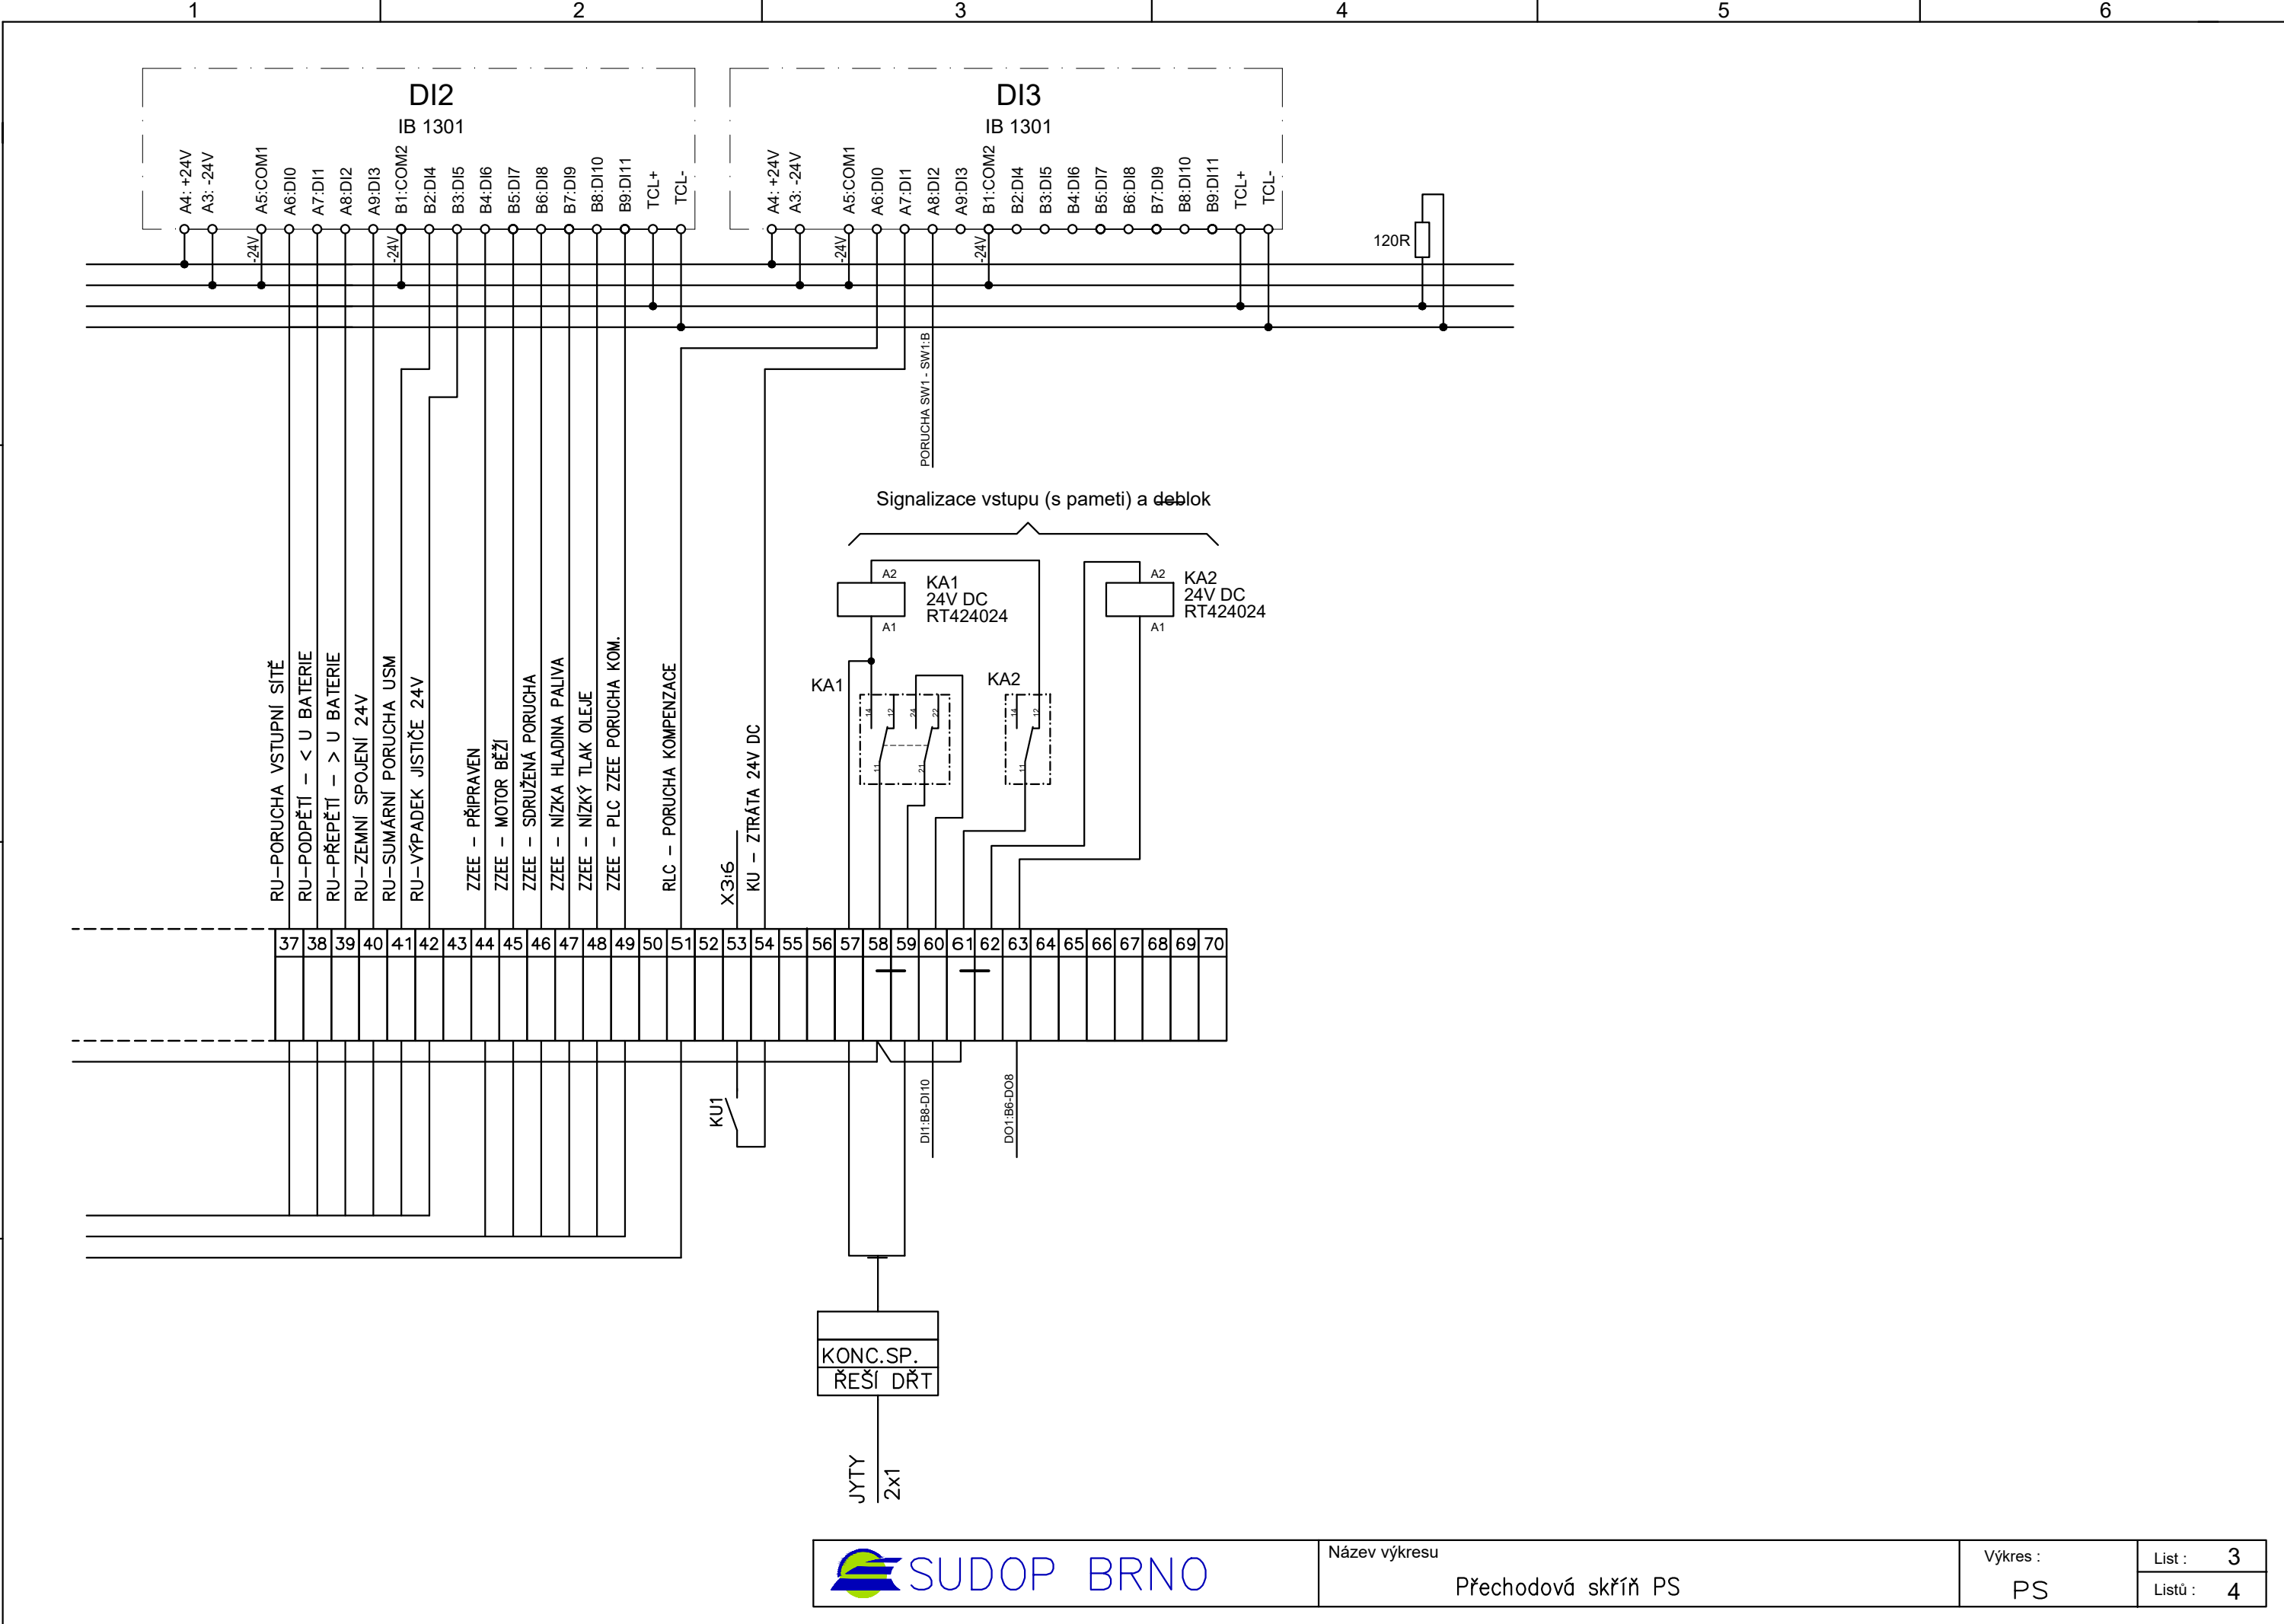 1 2 3 4 5 6
DI2
IB 1301
A4: +24V
A3: -24V
A5:COM1
A6:DI0
A7:DI1
A8:DI2
A9:DI3
B1:COM2
B2:DI4
B3:DI5
B4:DI6
B5:DI7
B6:DI8
B7:DI9
B8:DI10
B9:DI11
TCL+
TCL-
-24V
-24V
DI3
IB 1301
A4: +24V
A3: -24V
A5:COM1
A6:DI0
A7:DI1
A8:DI2
A9:DI3
B1:COM2
B2:DI4
B3:DI5
B4:DI6
B5:DI7
B6:DI8
B7:DI9
B8:DI10
B9:DI11
TCL+
TCL-
-24V
-24V
120R
PORUCHA SW1 - SW1:B
Signalizace vstupu (s pameti) a deblok
A2
KA1
24V DC
RT424024
A1
A2
KA2
24V DC
RT424024
A1
KA1
14
12
24
22
11
21
KA2
14
12
11
RU-PORUCHA VSTUPNÍ SÍTĚ
RU-PODPĚTÍ - < U BATERIE
RU-PŘEPĚTÍ - > U BATERIE
RU-ZEMNÍ SPOJENÍ 24V
RU-SUMÁRNÍ PORUCHA USM
RU-VÝPADEK JISTIČE 24V
ZZEE - PŘIPRAVEN
ZZEE - MOTOR BĚŽÍ
ZZEE - SDRUŽENÁ PORUCHA
ZZEE - NÍZKA HLADINA PALIVA
ZZEE - NÍZKÝ TLAK OLEJE
ZZEE - PLC ZZEE PORUCHA KOM.
RLC - PORUCHA KOMPENZACE
X3:6
KU - ZTRÁTA 24V DC
37 38 39 40 41 42 43 44 45 46 47 48 49 50 51 52 53 54 55 56 57 58 59 60 61 62 63 64 65 66 67 68 69 70
KU1
DI1:B8-DI10
DO1:B6-DO8
KONC.SP.
ŘEŠÍ DŘT
JYTY
2x1
SUDOP BRNO
Název výkresu
Přechodová skříň PS
Výkres :
PS
List : 3
Listů : 4